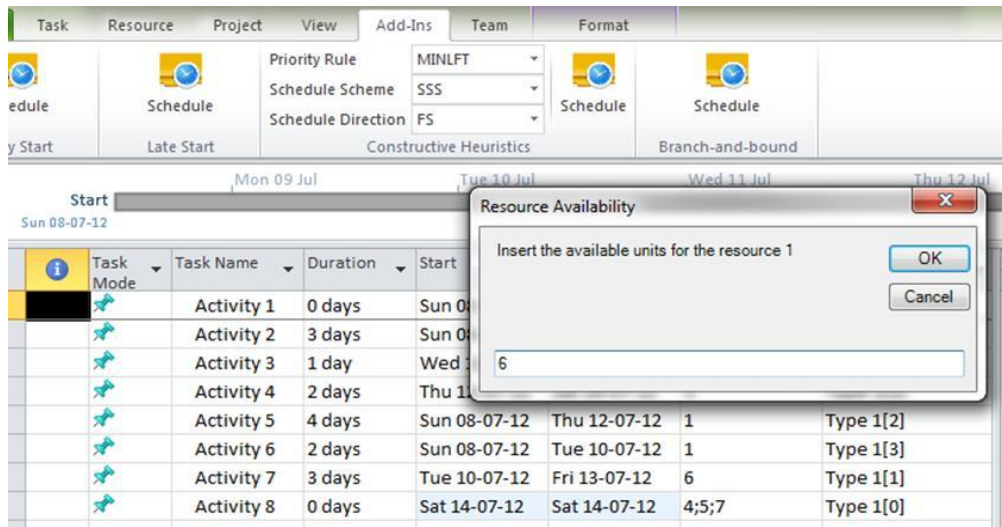 Task Resource Project View Add-Ins Team Format
Priority Rule MINLFT
Schedule Scheme SSS
Schedule Direction FS
edule Schedule Schedule Schedule
y Start Late Start Constructive Heuristics Branch-and-bound
Mon 09 Jul Tue 10 Jul Wed 11 Jul Thu 12 Jul
Start
Sun 08-07-12
Resource Availability
Insert the available units for the resource 1
OK
Cancel
6
Task Mode Task Name Duration Start
Activity 1 0 days Sun 0
Activity 2 3 days Sun 0
Activity 3 1 day Wed 1
Activity 4 2 days Thu 1
Activity 5 4 days Sun 08-07-12 Thu 12-07-12 1 Type 1[2]
Activity 6 2 days Sun 08-07-12 Tue 10-07-12 1 Type 1[3]
Activity 7 3 days Tue 10-07-12 Fri 13-07-12 6 Type 1[1]
Activity 8 0 days Sat 14-07-12 Sat 14-07-12 4;5;7 Type 1[0]